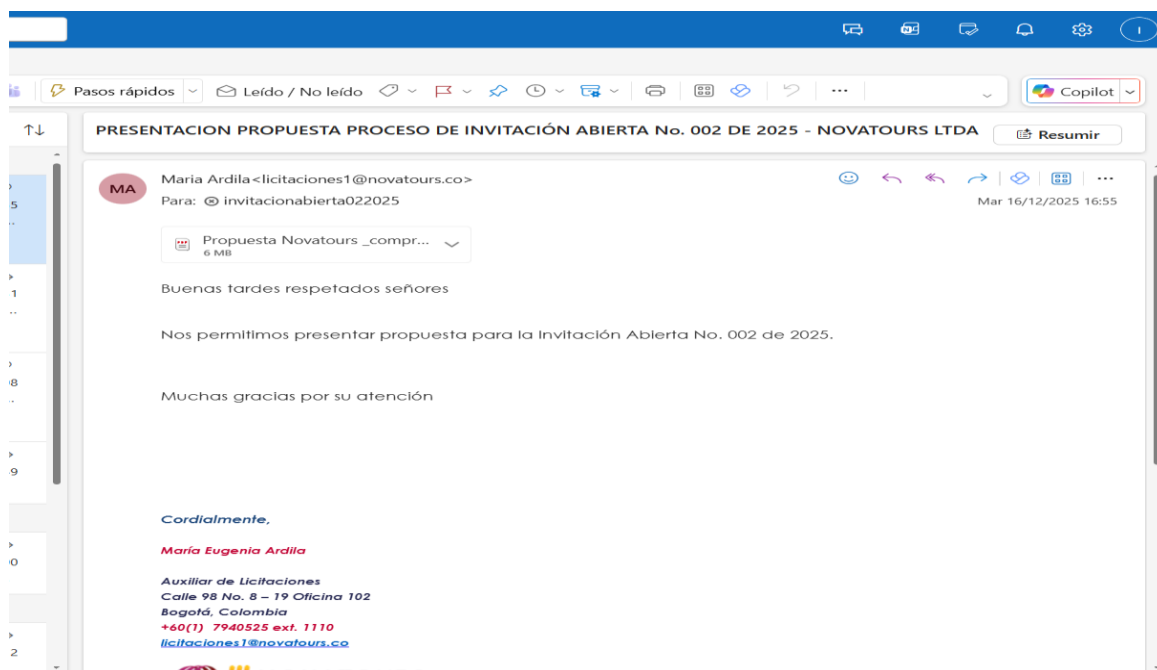 Pasos rápidos
Leído / No leído
Copilot
PRESENTACION PROPUESTA PROCESO DE INVITACIÓN ABIERTA No. 002 DE 2025 - NOVATOURS LTDA
Resumir
MA
Maria Ardila<licitaciones1@novatours.co>
Para: invitacionabierta022025
Mar 16/12/2025 16:55
Propuesta Novatours _compr...
6 MB
Buenas tardes respetados señores
Nos permitimos presentar propuesta para la Invitación Abierta No. 002 de 2025.
Muchas gracias por su atención
Cordialmente,
María Eugenia Ardila
Auxiliar de Licitaciones
Calle 98 No. 8 – 19 Oficina 102
Bogotá, Colombia
+60(1) 7940525 ext. 1110
licitaciones1@novatours.co